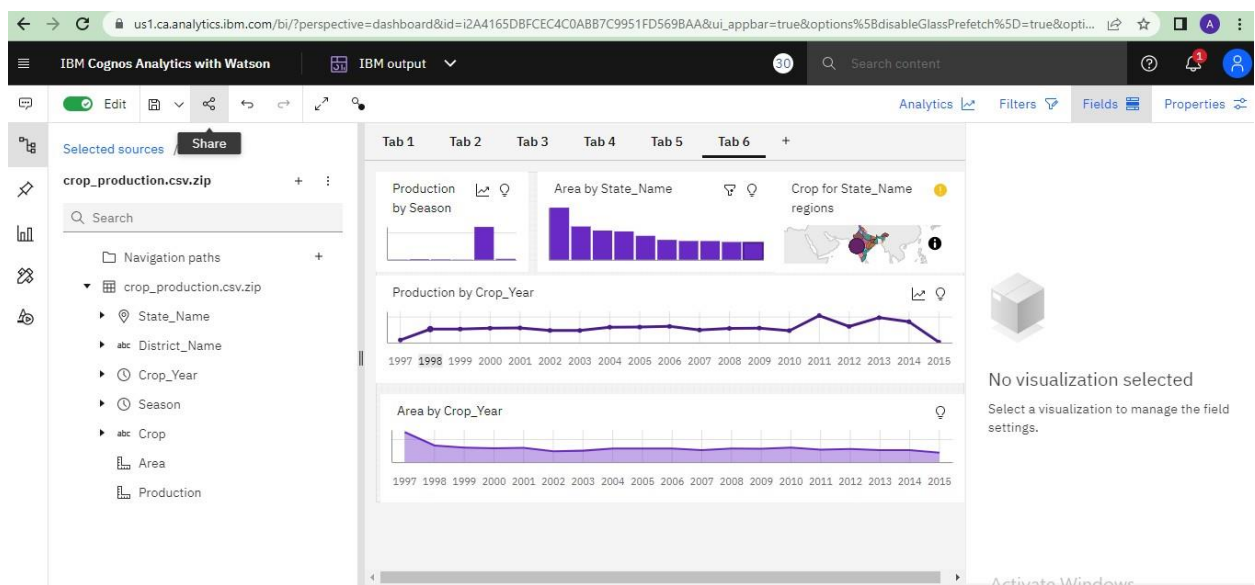 us1.ca.analytics.ibm.com/bi/?perspective=dashboard&id=i2A4165DBFCEC4C0ABB7C9951FD569BAA&ui_appbar=true&options%5BdisableGlassPrefetch%5D=true&opti...
A
IBM Cognos Analytics with Watson
IBM output
30
Search content
1
Edit
Analytics
Filters
Fields
Properties
Share
Selected sources /
crop_production.csv.zip
Search
Navigation paths
crop_production.csv.zip
State_Name
abc District_Name
Crop_Year
Season
abc Crop
Area
Production
Tab 1 Tab 2 Tab 3 Tab 4 Tab 5 Tab 6 +
Production
by Season
Area by State_Name
Crop for State_Name
regions
Production by Crop_Year
1997 1998 1999 2000 2001 2002 2003 2004 2005 2006 2007 2008 2009 2010 2011 2012 2013 2014 2015
Area by Crop_Year
1997 1998 1999 2000 2001 2002 2003 2004 2005 2006 2007 2008 2009 2010 2011 2012 2013 2014 2015
No visualization selected
Select a visualization to manage the field
settings.
Activate Windows